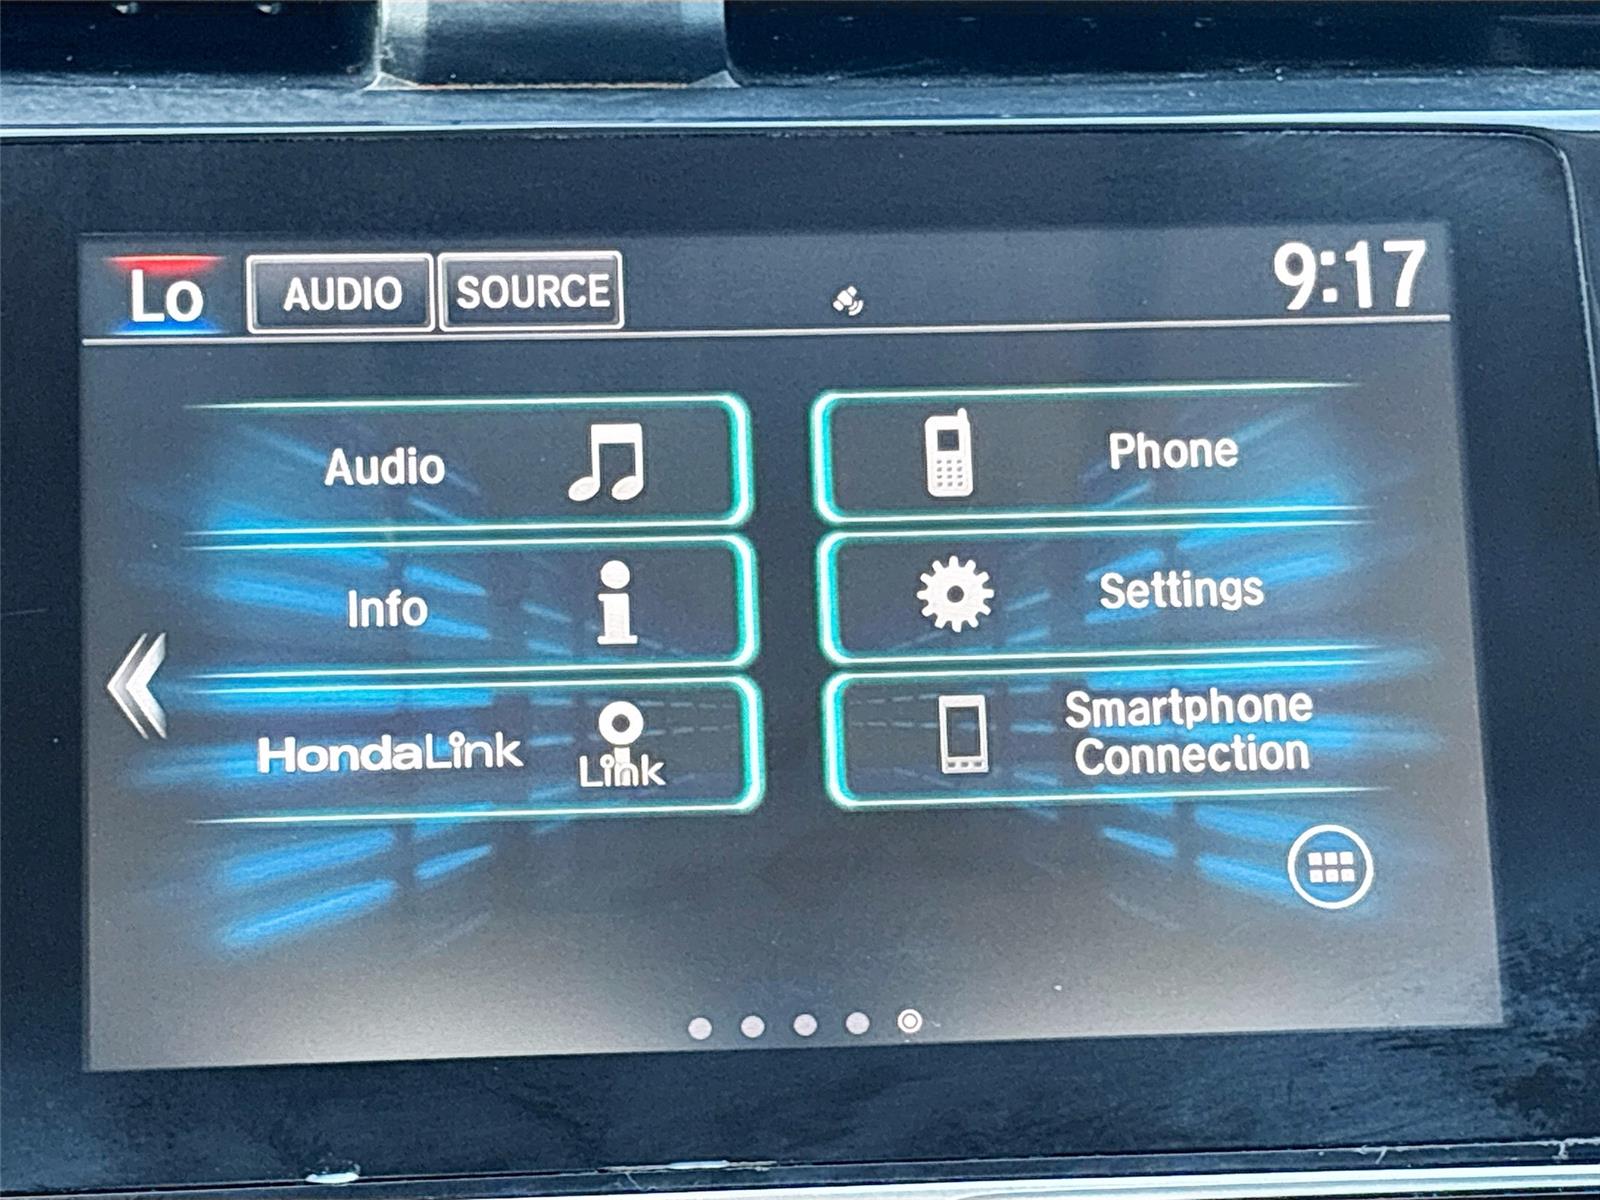 Lo AUDIO SOURCE 9:17
Audio
Phone
Info
Settings
HondaLink
Link
Smartphone
Connection